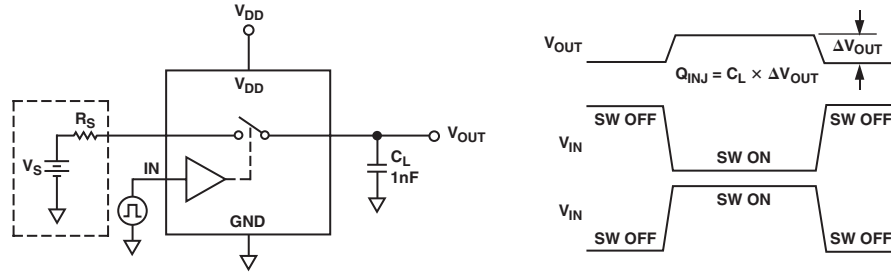 VDD
VDD
RS
VS
IN
GND
VOUT
CL
1nF
VOUT
ΔVOUT
QINJ = CL × ΔVOUT
SW OFF
SW OFF
VIN
SW ON
SW ON
VIN
SW OFF
SW OFF